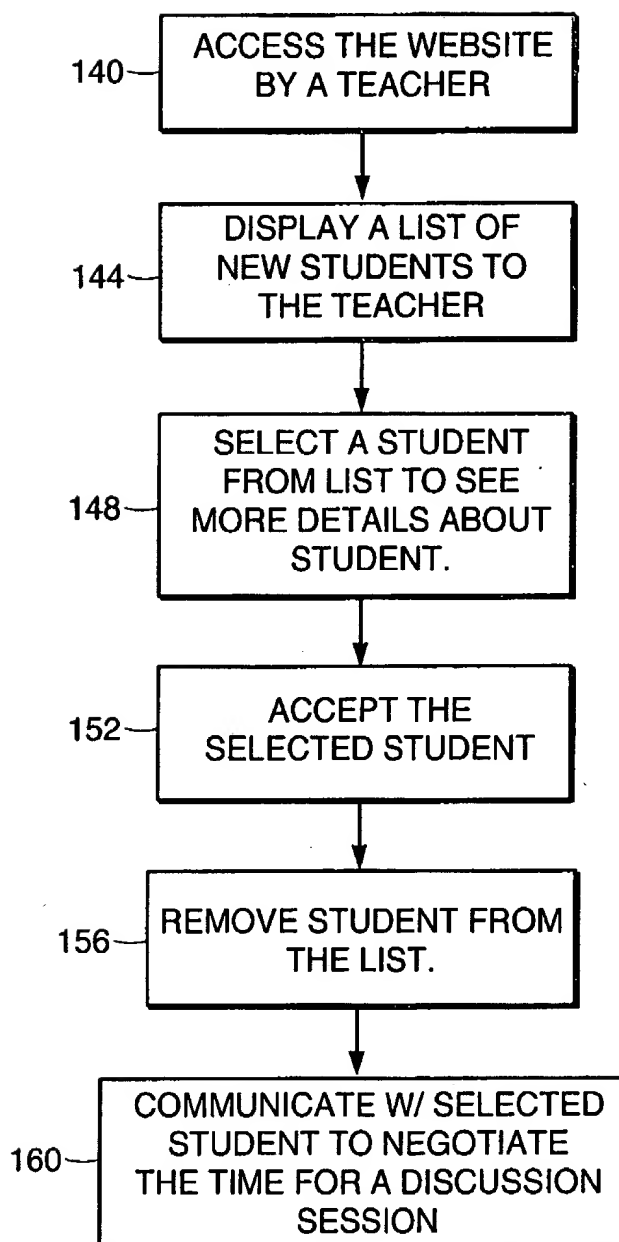 140
ACCESS THE WEBSITE
BY A TEACHER
144
DISPLAY A LIST OF
NEW STUDENTS TO
THE TEACHER
148
SELECT A STUDENT
FROM LIST TO SEE
MORE DETAILS ABOUT
STUDENT.
152
ACCEPT THE
SELECTED STUDENT
156
REMOVE STUDENT FROM
THE LIST.
160
COMMUNICATE W/ SELECTED
STUDENT TO NEGOTIATE
THE TIME FOR A DISCUSSION
SESSION